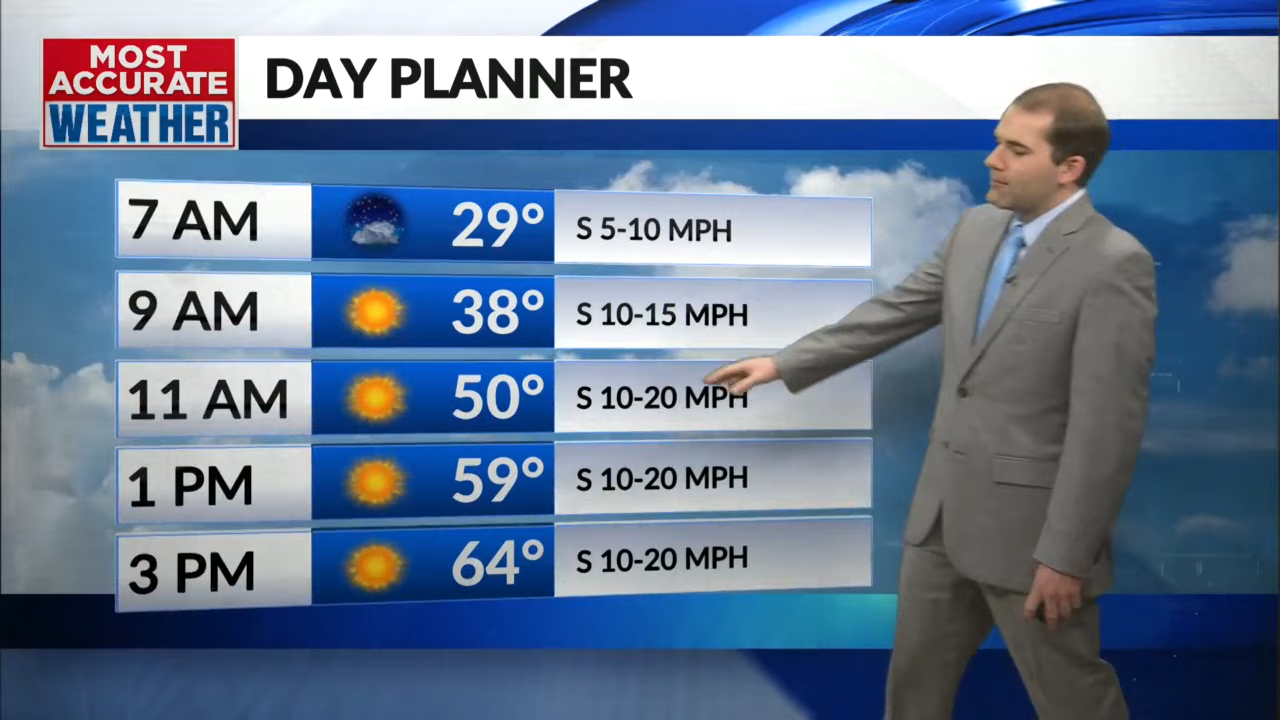 MOST
ACCURATE
WEATHER
DAY PLANNER
7 AM 29° S 5-10 MPH
9 AM 38° S 10-15 MPH
11 AM 50° S 10-20 MPH
1 PM 59° S 10-20 MPH
3 PM 64° S 10-20 MPH